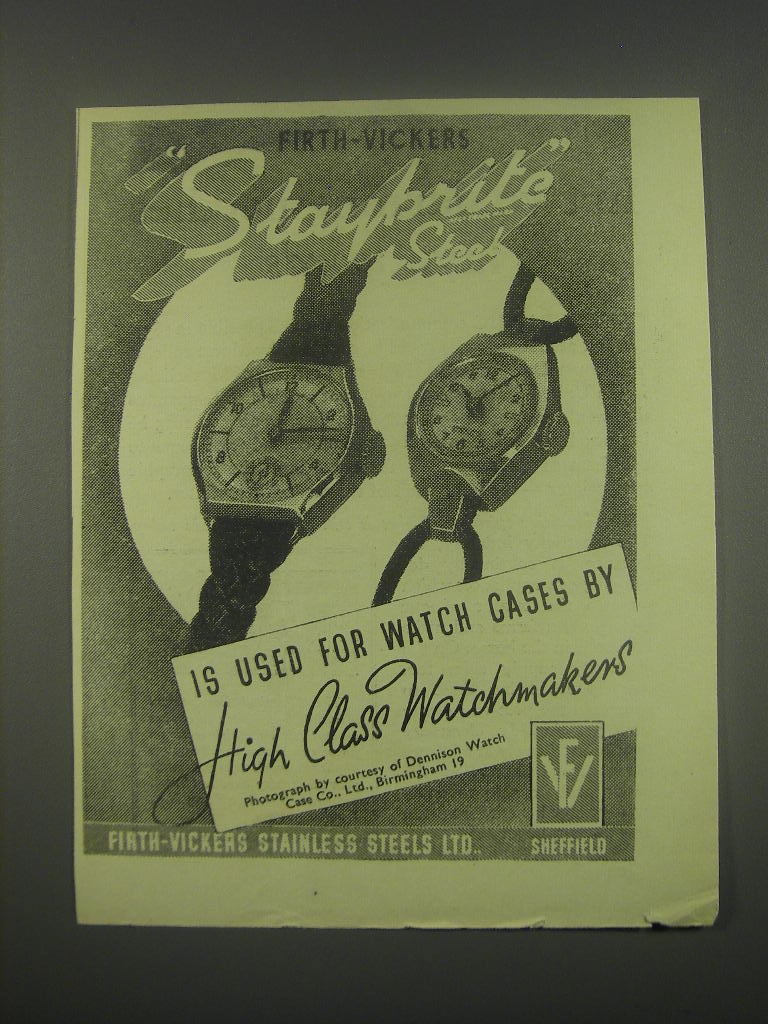 FIRTH-VICKERS
"Staybrite"
Steel
IS USED FOR WATCH CASES BY
High Class Watchmakers
Photograph by courtesy of Dennison Watch
Case Co., Ltd., Birmingham 19
FV
FIRTH-VICKERS STAINLESS STEELS LTD.. SHEFFIELD